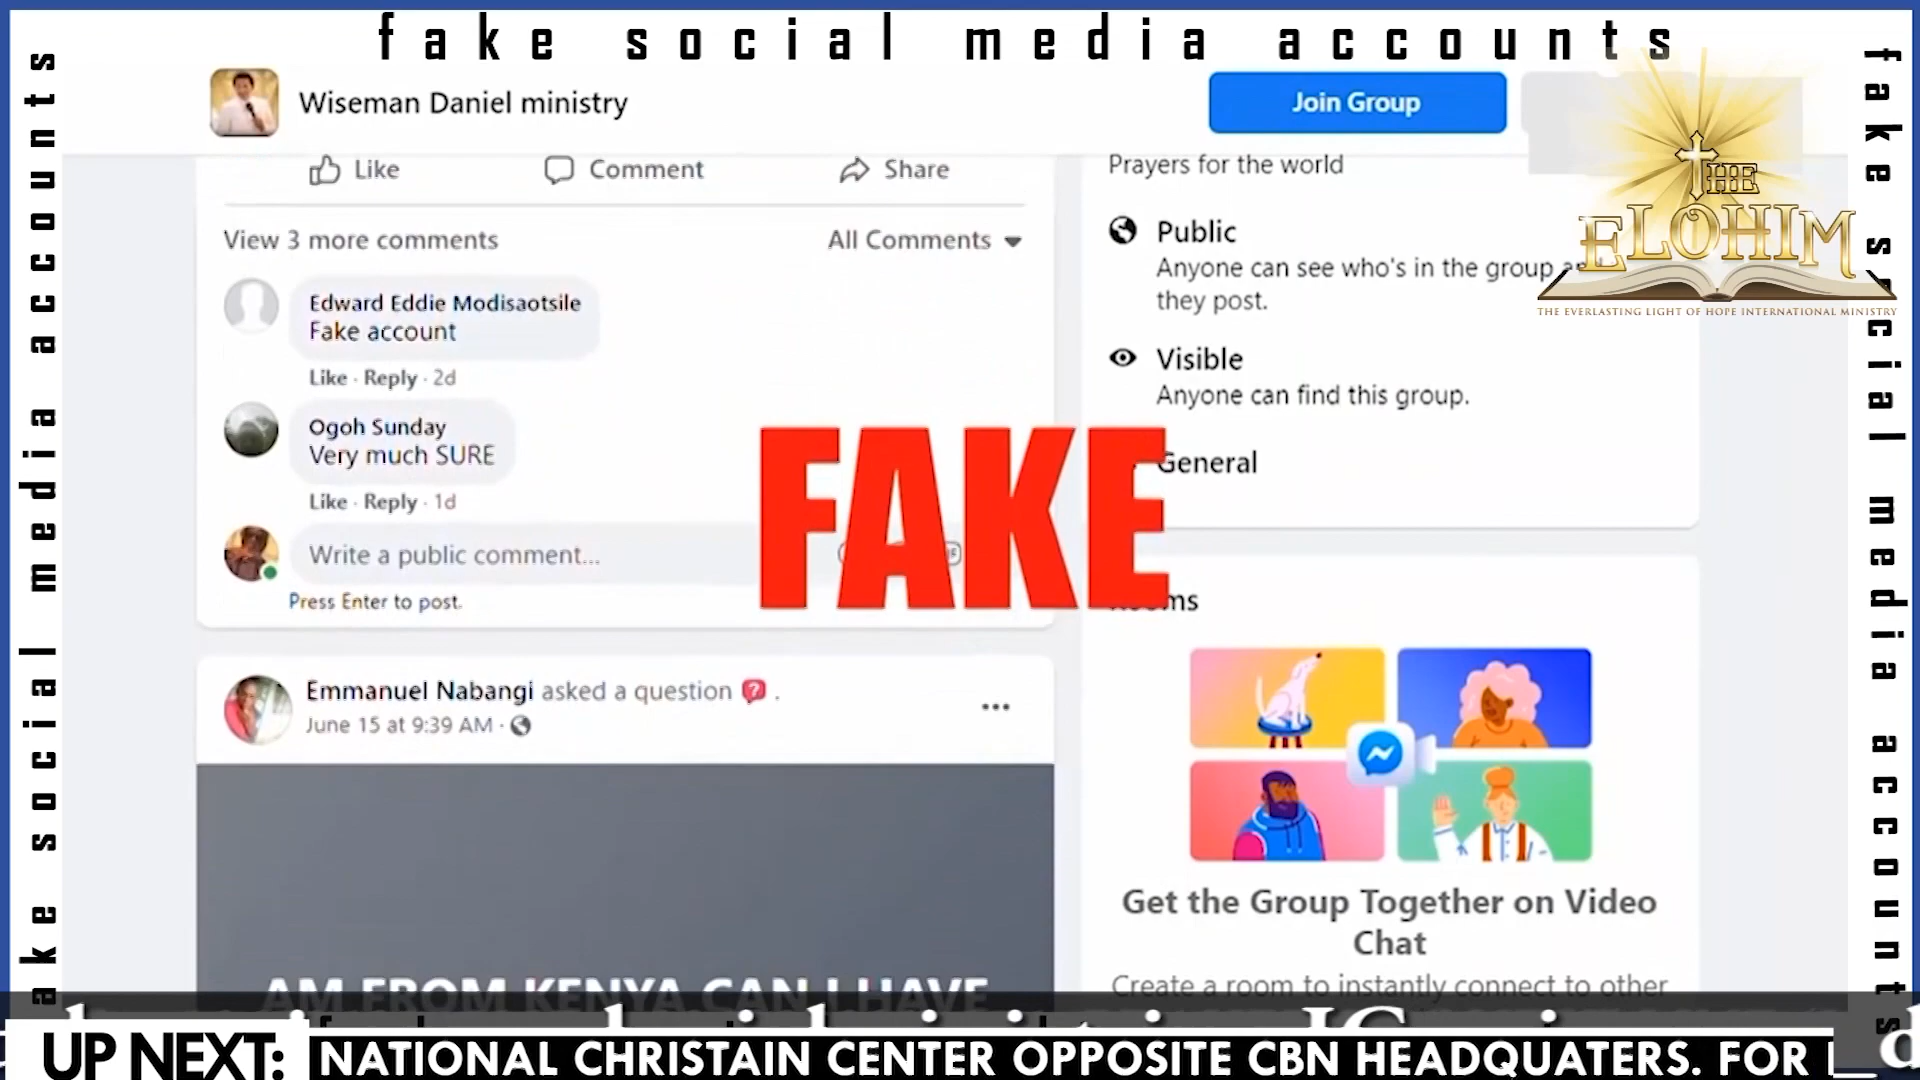 fake social media accounts
fake social media accounts
fake social media accounts
Wiseman Daniel ministry
Join Group
Like
Comment
Share
View 3 more comments
All Comments
Edward Eddie Modisaotsile
Fake account
Like · Reply · 2d
Ogoh Sunday
Very much SURE
Like · Reply · 1d
Write a public comment...
Press Enter to post.
Emmanuel Nabangi asked a question
June 15 at 9:39 AM ·
AM FROM KENYA CAN I HAVE
FAKE
Prayers for the world
Public
Anyone can see who's in the group
they post.
Visible
Anyone can find this group.
General
Get the Group Together on Video
Chat
Create a room to instantly connect to other
THE
ELOHIM
THE EVERLASTING LIGHT OF HOPE INTERNATIONAL MINISTRY
UP NEXT:
NATIONAL CHRISTAIN CENTER OPPOSITE CBN HEADQUATERS. FOR